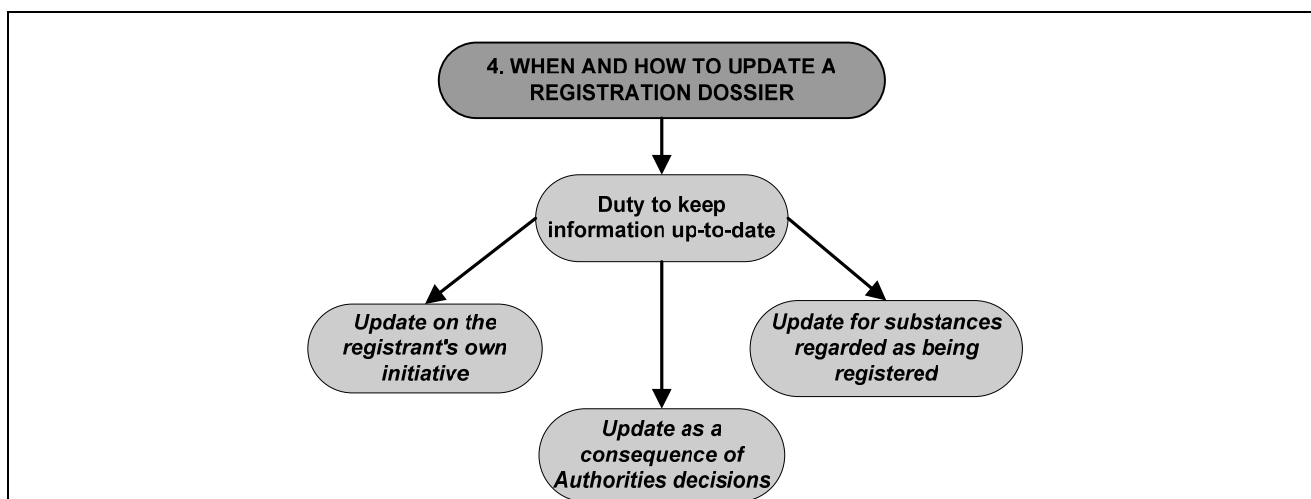 4. WHEN AND HOW TO UPDATE A
REGISTRATION DOSSIER
Duty to keep
information up-to-date
Update on the
registrant's own
initiative
Update for substances
regarded as being
registered
Update as a
consequence of
Authorities decisions